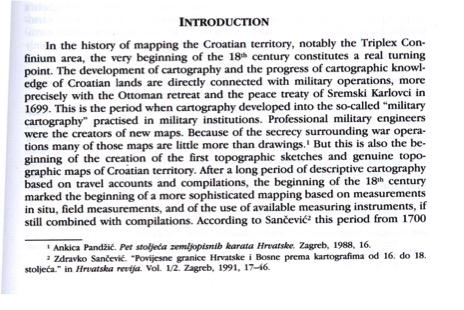 INTRODUCTION
In the history of mapping the Croatian territory, notably the Triplex Con-
finium area, the very beginning of the 18th century constitutes a real turning
point. The development of cartography and the progress of cartographic knowl-
edge of Croatian lands are directly connected with military operations, more
precisely with the Ottoman retreat and the peace treaty of Sremski Karlovci in
1699. This is the period when cartography developed into the so-called "military
cartography" practised in military institutions. Professional military engineers
were the creators of new maps. Because of the secrecy surrounding war opera-
tions many of those maps are little more than drawings.¹ But this is also the be-
ginning of the creation of the first topographic sketches and genuine topo-
graphic maps of Croatian territory. After a long period of descriptive cartography
based on travel accounts and compilations, the beginning of the 18th century
marked the beginning of a more sophisticated mapping based on measurements
in situ, field measurements, and of the use of available measuring instruments, if
still combined with compilations. According to Sančević² this period from 1700
¹ Ankica Pandžić. Pet stoljeća zemljopisnih karata Hrvatske. Zagreb, 1988, 16.
² Zdravko Sančević. "Povijesne granice Hrvatske i Bosne prema kartografima od 16. do 18.
stoljeća." in Hrvatska revija. Vol. 1/2. Zagreb, 1991, 17–46.